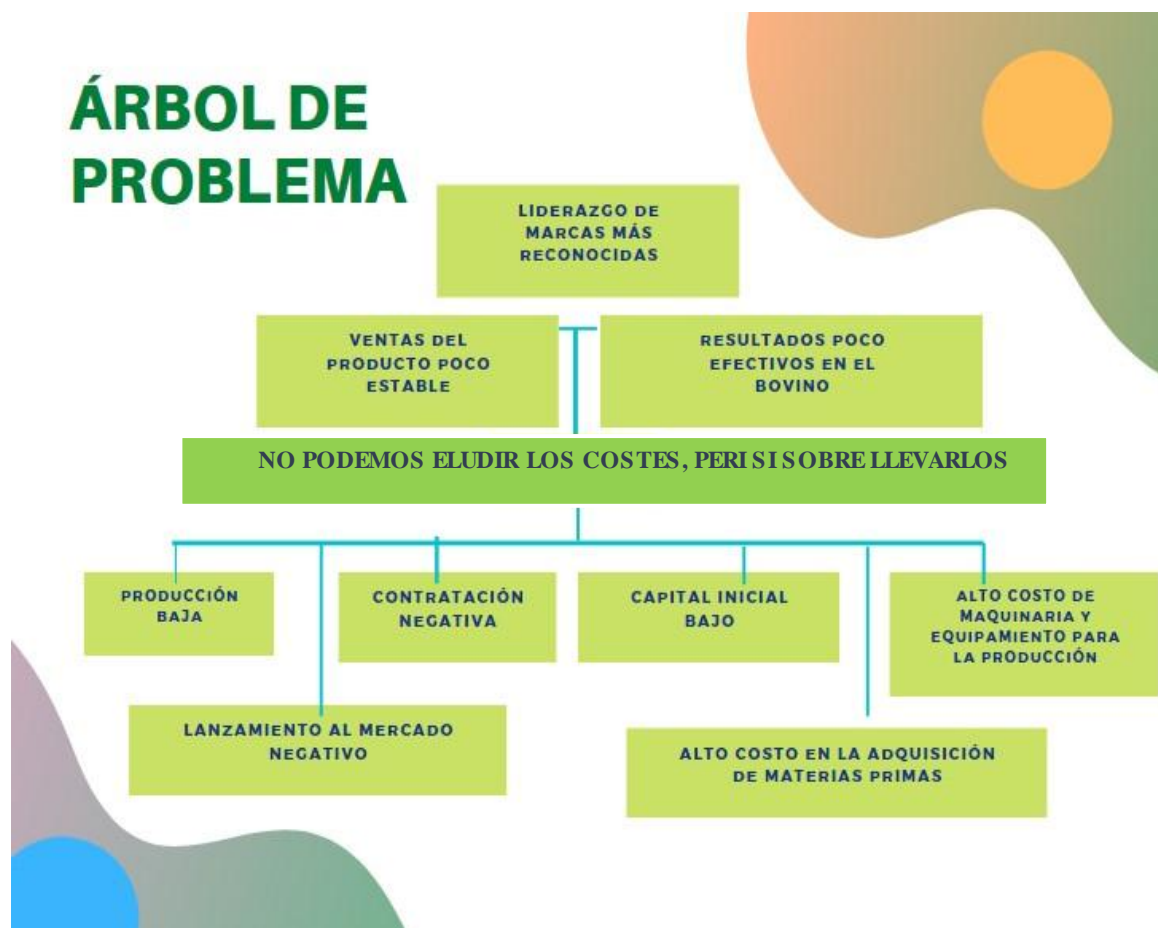 ÁRBOL DE
PROBLEMA
LIDERAZGO DE
MARCAS MÁS
RECONOCIDAS
VENTAS DEL
PRODUCTO POCO
ESTABLE
RESULTADOS POCO
EFECTIVOS EN EL
BOVINO
NO PODEMOS ELUDIR LOS COSTES, PERI SI SOBRE LLEVARLOS
PRODUCCIÓN
BAJA
CONTRATACIÓN
NEGATIVA
CAPITAL INICIAL
BAJO
ALTO COSTO DE
MAQUINARIA Y
EQUIPAMIENTO PARA
LA PRODUCCIÓN
LANZAMIENTO AL MERCADO
NEGATIVO
ALTO COSTO EN LA ADQUISICIÓN
DE MATERIAS PRIMAS